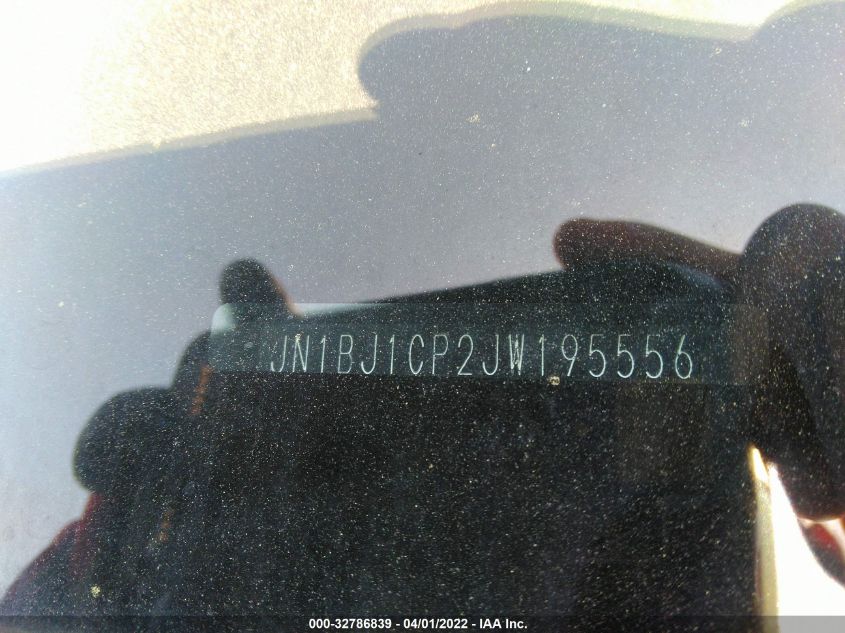 JN1BJ1CP2JW195556
000-32786839 - 04/01/2022 - IAA Inc.